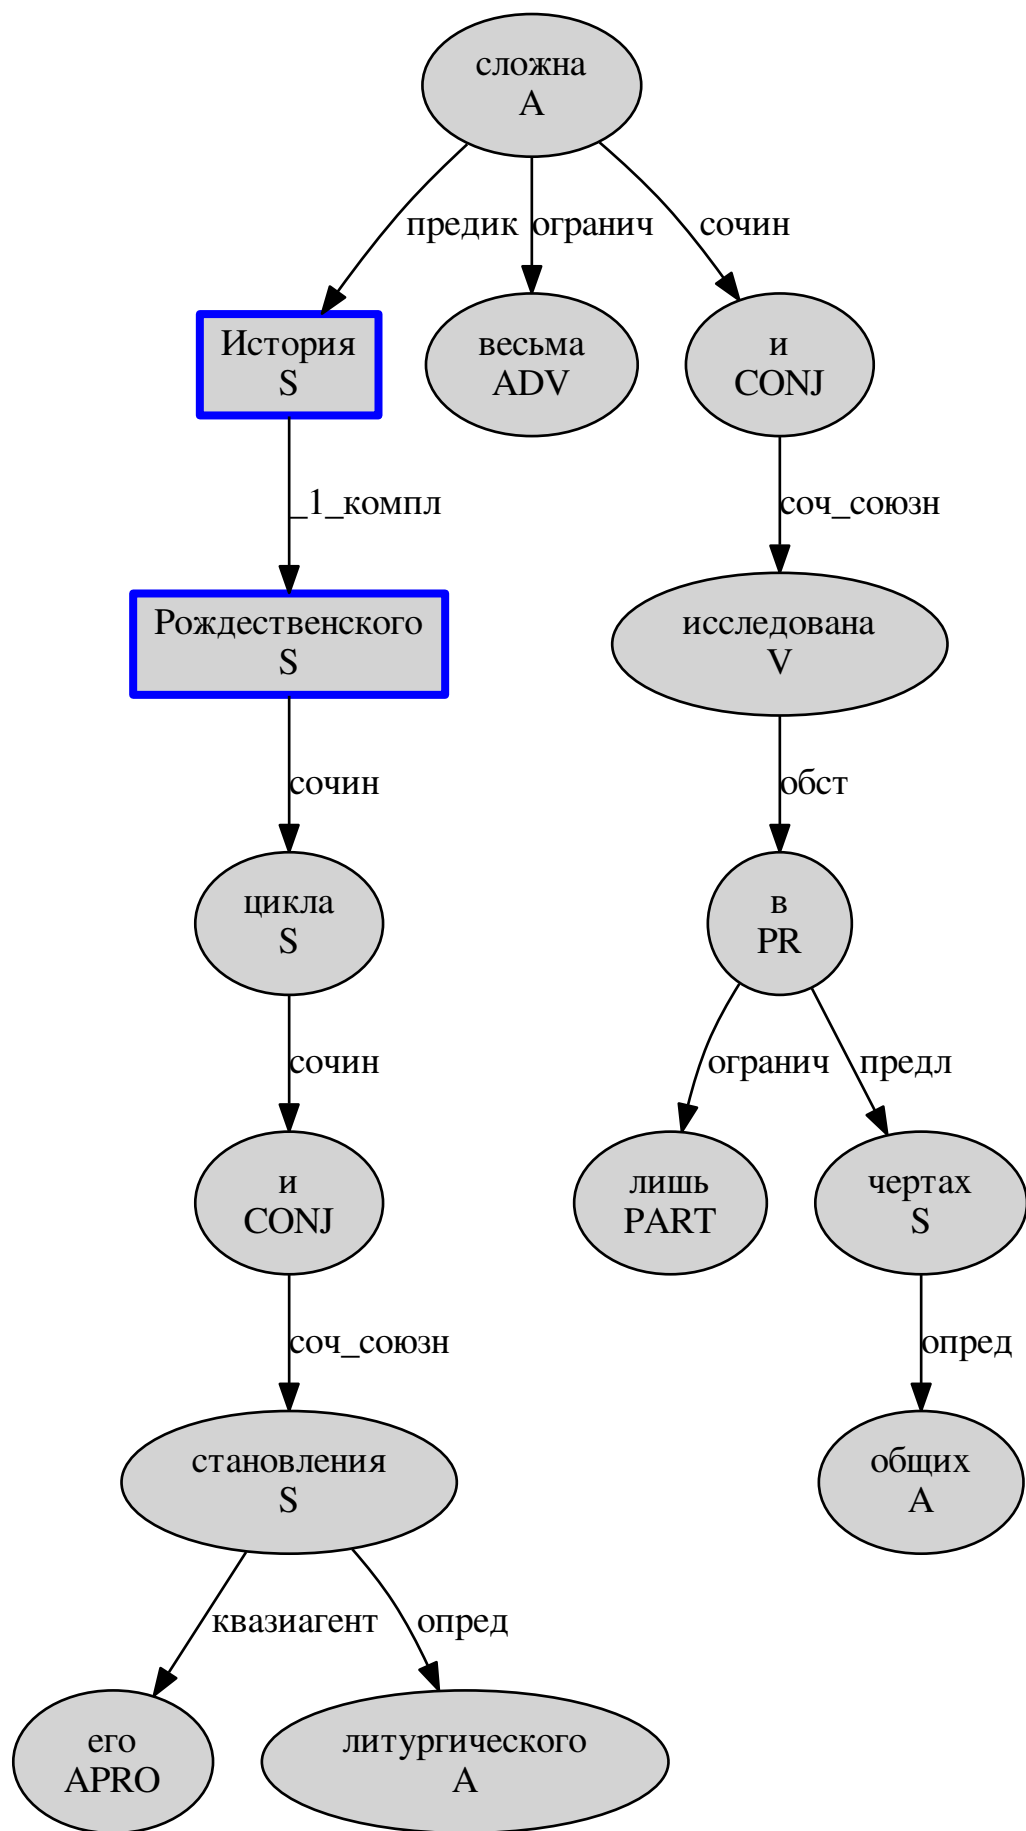 сложна
A
предик
огранич
сочин
История
S
весьма
ADV
и
CONJ
_1_компл
соч_союзн
Рождественского
S
исследована
V
сочин
обст
цикла
S
в
PR
сочин
огранич
предл
и
CONJ
лишь
PART
чертах
S
соч_союзн
опред
становления
S
общих
A
квазиагент
опред
его
APRO
литургического
A